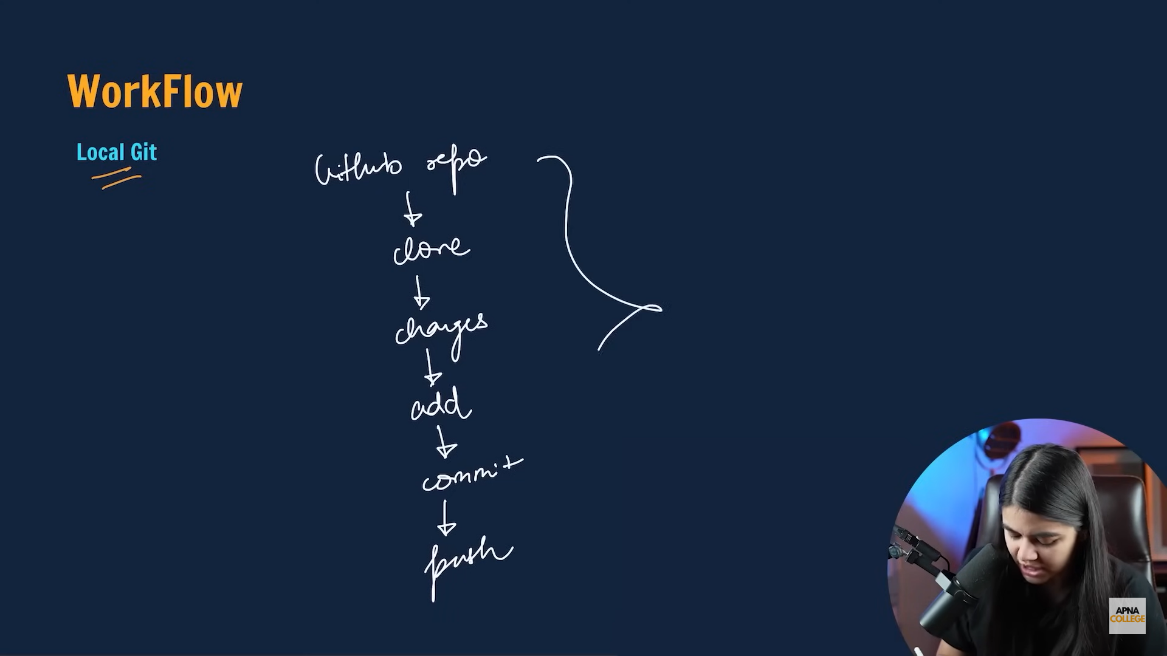 WorkFlow
Local Git
Github repo
clone
changes
add
commit
push
APNA
COLLEGE